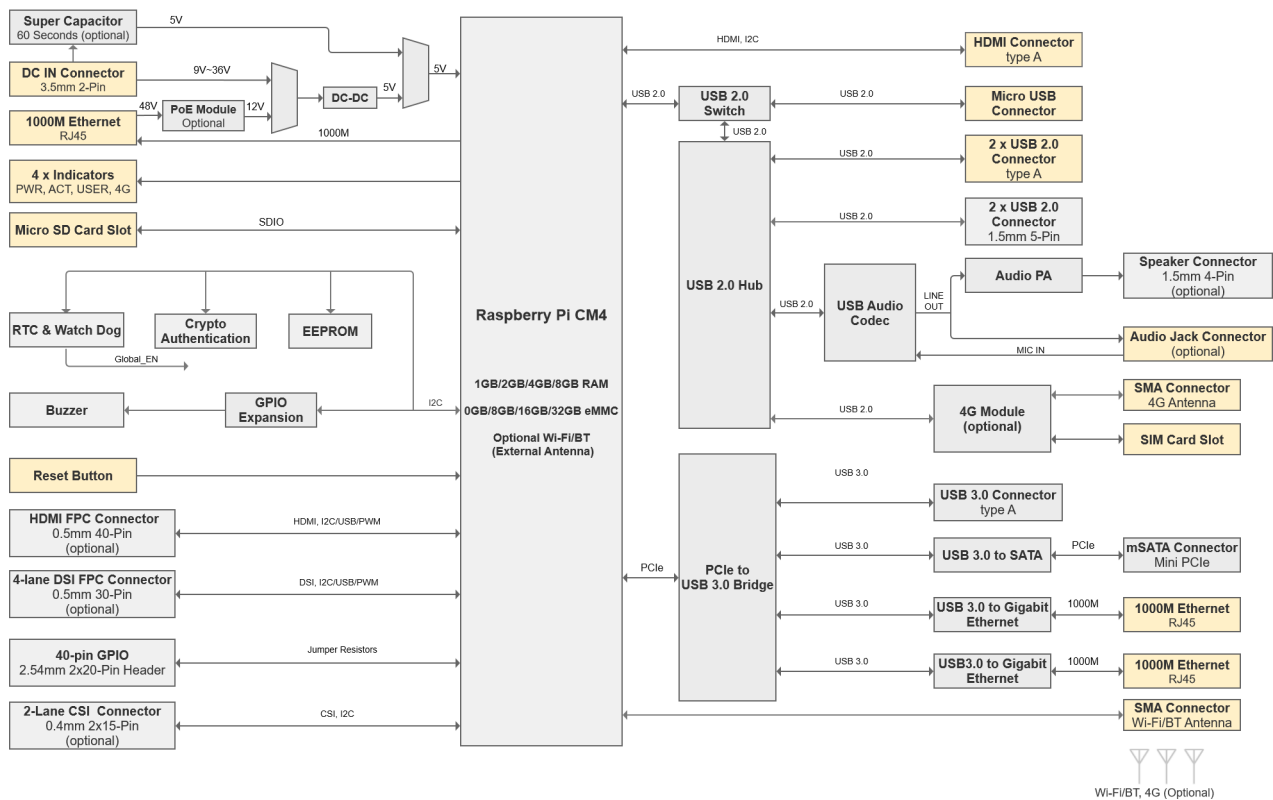 Super Capacitor
60 Seconds (optional)
5V
DC IN Connector
3.5mm 2-Pin
9V~36V
48V
PoE Module
Optional
12V
DC-DC
5V
5V
1000M Ethernet
RJ45
1000M
4 x Indicators
PWR, ACT, USER, 4G
Micro SD Card Slot
SDIO
RTC & Watch Dog
Crypto
Authentication
EEPROM
Global_EN
Buzzer
GPIO
Expansion
I2C
Reset Button
HDMI FPC Connector
0.5mm 40-Pin
(optional)
HDMI, I2C/USB/PWM
4-lane DSI FPC Connector
0.5mm 30-Pin
(optional)
DSI, I2C/USB/PWM
40-pin GPIO
2.54mm 2x20-Pin Header
Jumper Resistors
2-Lane CSI Connector
0.4mm 2x15-Pin
(optional)
CSI, I2C
Raspberry Pi CM4
1GB/2GB/4GB/8GB RAM
0GB/8GB/16GB/32GB eMMC
Optional Wi-Fi/BT
(External Antenna)
HDMI, I2C
HDMI Connector
type A
USB 2.0
USB 2.0
Switch
USB 2.0
Micro USB
Connector
USB 2.0
USB 2.0 Hub
USB 2.0
2 x USB 2.0
Connector
type A
USB 2.0
2 x USB 2.0
Connector
1.5mm 5-Pin
USB 2.0
USB Audio
Codec
LINE
OUT
Audio PA
Speaker Connector
1.5mm 4-Pin
(optional)
Audio Jack Connector
(optional)
MIC IN
USB 2.0
4G Module
(optional)
SMA Connector
4G Antenna
SIM Card Slot
PCIe
PCIe to
USB 3.0 Bridge
USB 3.0
USB 3.0 Connector
type A
USB 3.0
USB 3.0 to SATA
PCIe
mSATA Connector
Mini PCIe
USB 3.0
USB 3.0 to Gigabit
Ethernet
1000M
1000M Ethernet
RJ45
USB 3.0
USB3.0 to Gigabit
Ethernet
1000M
1000M Ethernet
RJ45
SMA Connector
Wi-Fi/BT Antenna
Wi-Fi/BT, 4G (Optional)